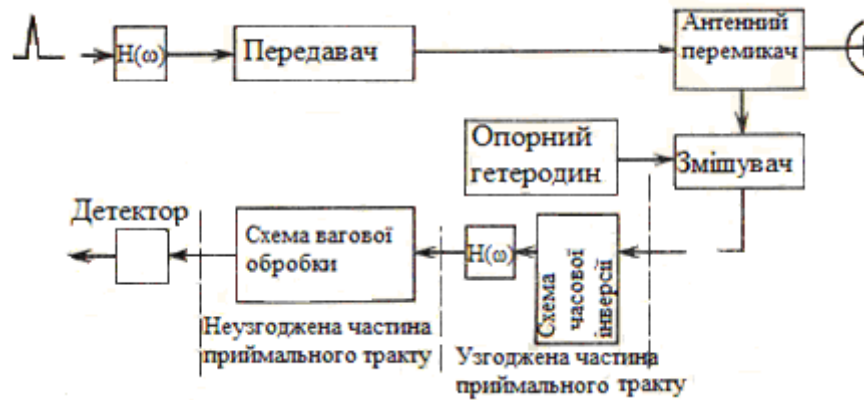 H(ω)
Передавач
Антенний
перемикач
Опорний
гетеродин
Змішувач
Детектор
Схема вагової
обробки
H(ω)
Схема
часової
інверсії
Неузгоджена частина
приймального тракту
Узгоджена частина
приймального тракту